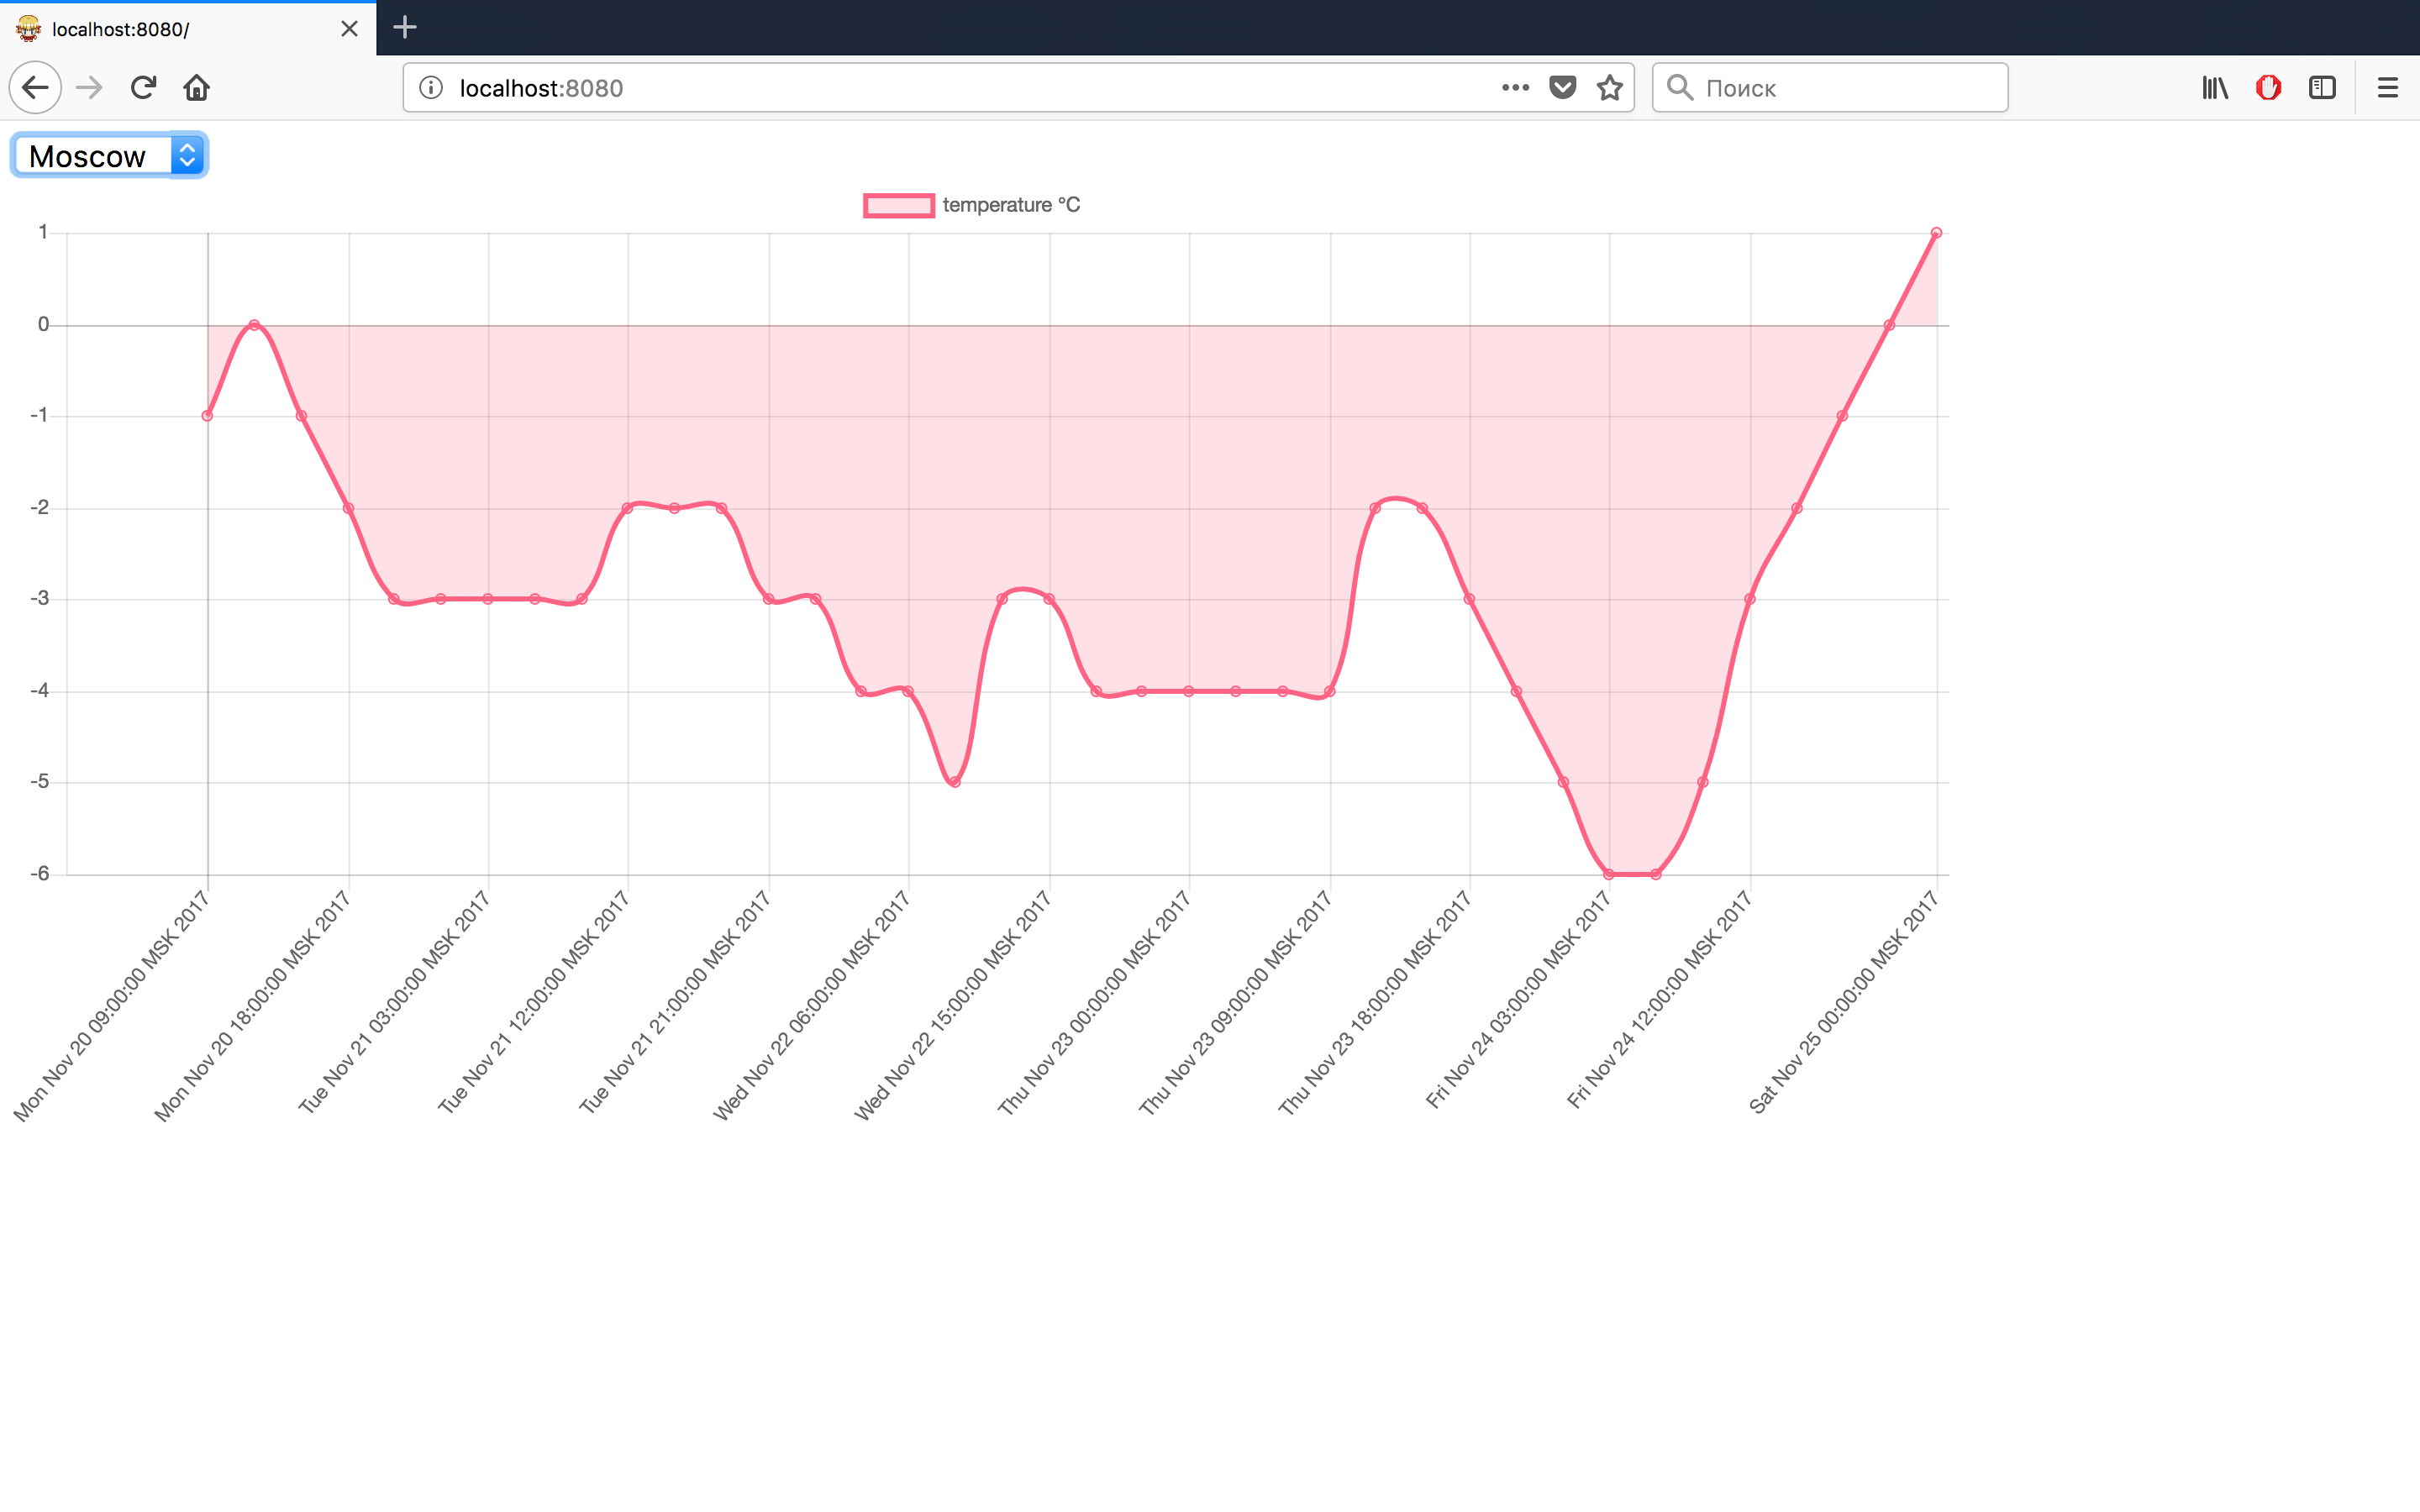 localhost:8080/
localhost:8080
Поиск
Moscow
temperature °C
1
0
-1
-2
-3
-4
-5
-6
Mon Nov 20 09:00:00 MSK 2017
Mon Nov 20 18:00:00 MSK 2017
Tue Nov 21 03:00:00 MSK 2017
Tue Nov 21 12:00:00 MSK 2017
Tue Nov 21 21:00:00 MSK 2017
Wed Nov 22 06:00:00 MSK 2017
Wed Nov 22 15:00:00 MSK 2017
Thu Nov 23 00:00:00 MSK 2017
Thu Nov 23 09:00:00 MSK 2017
Thu Nov 23 18:00:00 MSK 2017
Fri Nov 24 03:00:00 MSK 2017
Fri Nov 24 12:00:00 MSK 2017
Sat Nov 25 00:00:00 MSK 2017